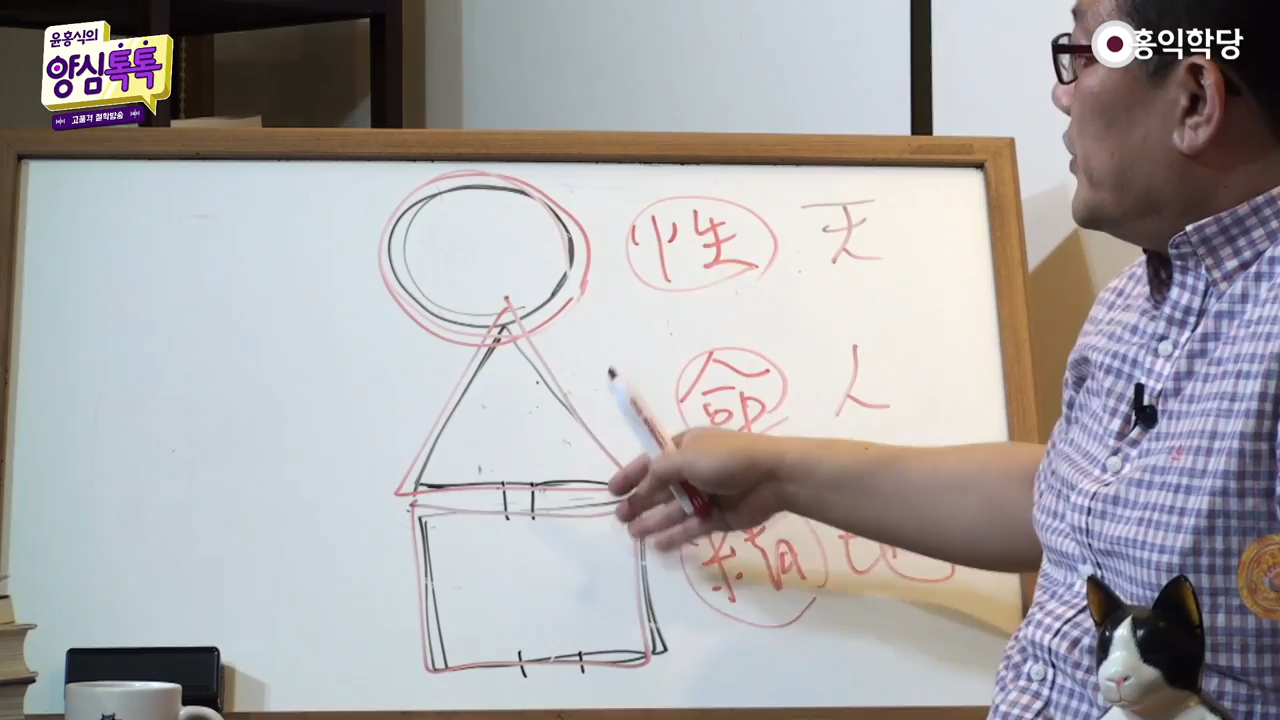 윤홍식의
양심톡톡
고품격 철학방송
홍익학당
性 天
命 人
精 地